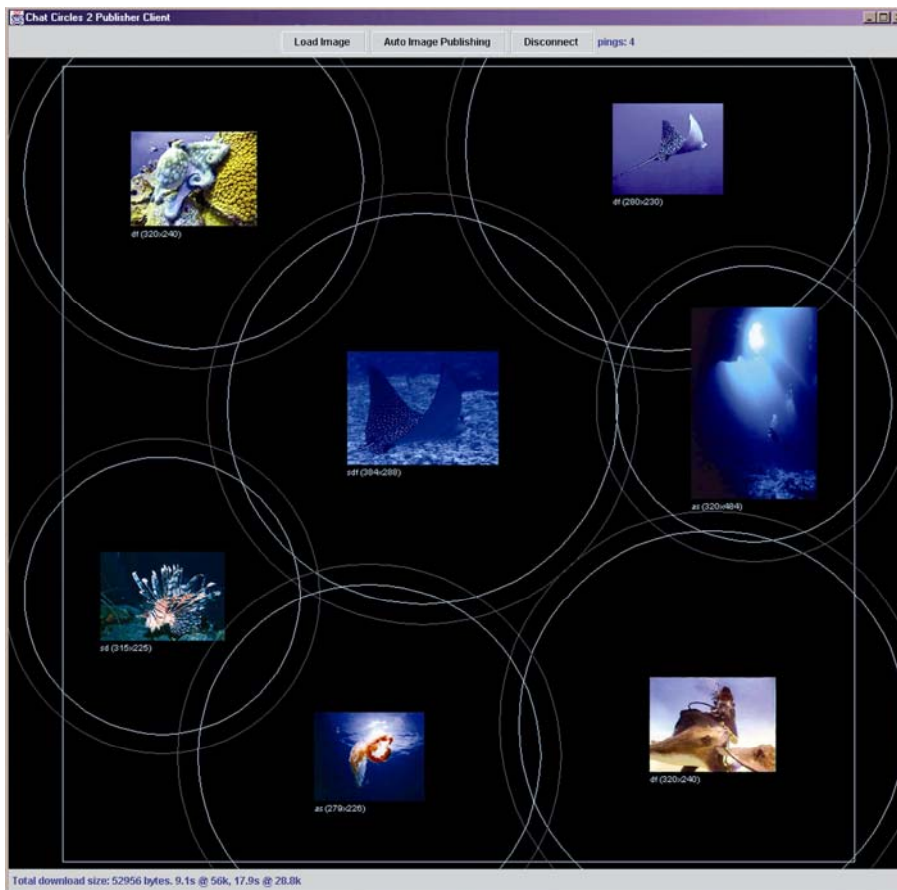 Chat Circles 2 Publisher Client
Load Image Auto Image Publishing Disconnect pings: 4
df (320x240)
df (280x230)
sdf (384x288)
as (320x484)
sd (315x225)
df (320x240)
as (279x226)
Total download size: 52956 bytes. 9.1s @ 56k, 17.9s @ 28.8k